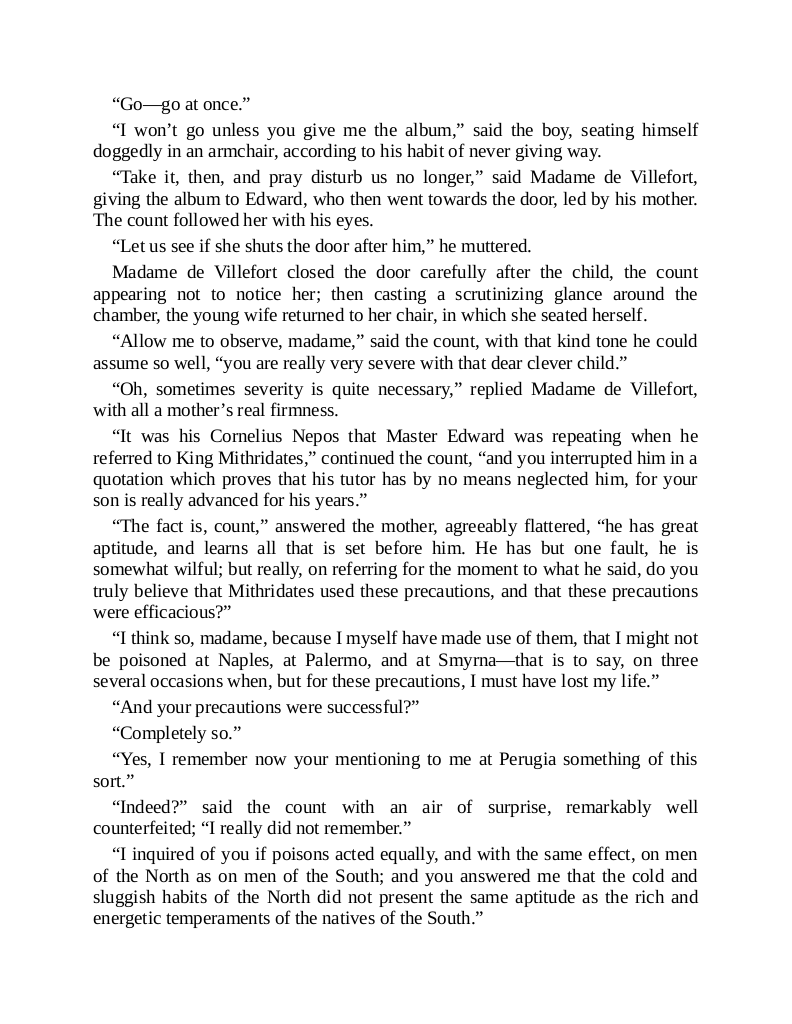 “Go—go at once.”
“I won’t go unless you give me the album,” said the boy, seating himself
doggedly in an armchair, according to his habit of never giving way.
“Take it, then, and pray disturb us no longer,” said Madame de Villefort,
giving the album to Edward, who then went towards the door, led by his mother.
The count followed her with his eyes.
“Let us see if she shuts the door after him,” he muttered.
Madame de Villefort closed the door carefully after the child, the count
appearing not to notice her; then casting a scrutinizing glance around the
chamber, the young wife returned to her chair, in which she seated herself.
“Allow me to observe, madame,” said the count, with that kind tone he could
assume so well, “you are really very severe with that dear clever child.”
“Oh, sometimes severity is quite necessary,” replied Madame de Villefort,
with all a mother’s real firmness.
“It was his Cornelius Nepos that Master Edward was repeating when he
referred to King Mithridates,” continued the count, “and you interrupted him in a
quotation which proves that his tutor has by no means neglected him, for your
son is really advanced for his years.”
“The fact is, count,” answered the mother, agreeably flattered, “he has great
aptitude, and learns all that is set before him. He has but one fault, he is
somewhat wilful; but really, on referring for the moment to what he said, do you
truly believe that Mithridates used these precautions, and that these precautions
were efficacious?”
“I think so, madame, because I myself have made use of them, that I might not
be poisoned at Naples, at Palermo, and at Smyrna—that is to say, on three
several occasions when, but for these precautions, I must have lost my life.”
“And your precautions were successful?”
“Completely so.”
“Yes, I remember now your mentioning to me at Perugia something of this
sort.”
“Indeed?” said the count with an air of surprise, remarkably well
counterfeited; “I really did not remember.”
“I inquired of you if poisons acted equally, and with the same effect, on men
of the North as on men of the South; and you answered me that the cold and
sluggish habits of the North did not present the same aptitude as the rich and
energetic temperaments of the natives of the South.”